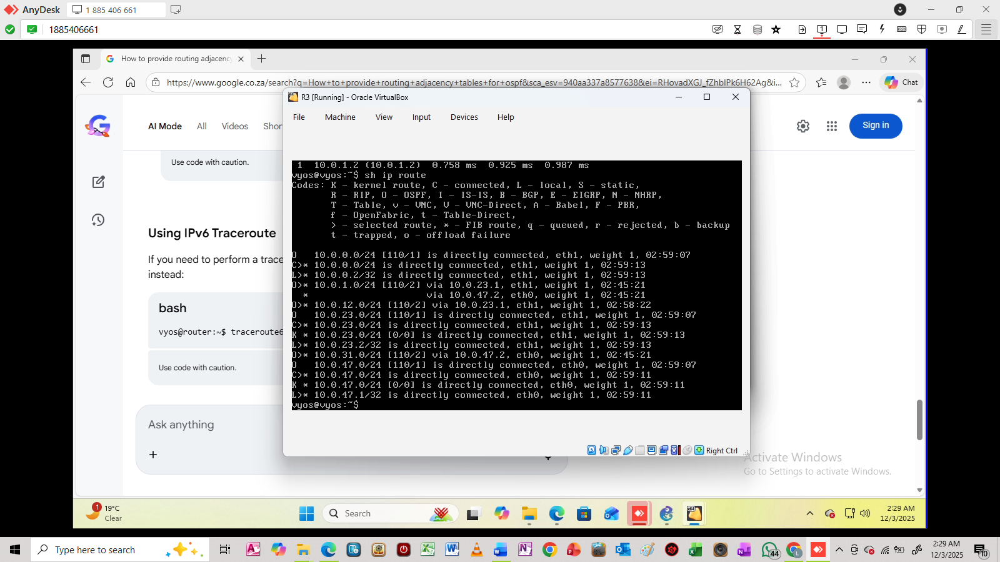 AnyDesk
1 885 406 661
1885406661
1
How to provide routing adjacency
https://www.google.co.za/search?q=How+to+provide+routing+adjacency+tables+for+ospf&sca_esv=940aa337a8577638&ei=RHovadXGJ_fZhbIPk6H62Ag&i...
Chat
R3 [Running] - Oracle VirtualBox
File Machine View Input Devices Help
AI Mode All Videos Shor
Sign in
Use code with caution.
Using IPv6 Traceroute
If you need to perform a trace
instead:
bash
vyos@router:~$ traceroute6
Use code with caution.
Ask anything
1 10.0.1.2 (10.0.1.2) 0.758 ms 0.925 ms 0.987 ms
vyos@vyos:~$ sh ip route
Codes: K - kernel route, C - connected, L - local, S - static,
R - RIP, O - OSPF, I - IS-IS, B - BGP, E - EIGRP, N - NHRP,
T - Table, v - VNC, V - VNC-Direct, A - Babel, F - PBR,
f - OpenFabric, t - Table-Direct,
> - selected route, * - FIB route, q - queued, r - rejected, b - backup
t - trapped, o - offload failure
O 10.0.0.0/24 [110/1] is directly connected, eth1, weight 1, 02:59:07
C>* 10.0.0.0/24 is directly connected, eth1, weight 1, 02:59:13
L>* 10.0.0.2/32 is directly connected, eth1, weight 1, 02:59:13
O>* 10.0.1.0/24 [110/2] via 10.0.23.1, eth1, weight 1, 02:45:21
* via 10.0.47.2, eth0, weight 1, 02:45:21
O>* 10.0.12.0/24 [110/2] via 10.0.23.1, eth1, weight 1, 02:58:22
O 10.0.23.0/24 [110/1] is directly connected, eth1, weight 1, 02:59:07
C>* 10.0.23.0/24 is directly connected, eth1, weight 1, 02:59:13
K * 10.0.23.0/24 [0/0] is directly connected, eth1, weight 1, 02:59:13
L>* 10.0.23.2/32 is directly connected, eth1, weight 1, 02:59:13
O>* 10.0.31.0/24 [110/2] via 10.0.47.2, eth0, weight 1, 02:45:21
O 10.0.47.0/24 [110/1] is directly connected, eth0, weight 1, 02:59:07
C>* 10.0.47.0/24 is directly connected, eth0, weight 1, 02:59:11
K * 10.0.47.0/24 [0/0] is directly connected, eth0, weight 1, 02:59:11
L>* 10.0.47.1/32 is directly connected, eth0, weight 1, 02:59:11
vyos@vyos:~$
Right Ctrl
Activate Windows
Go to Settings to activate Windows.
1
19°C
Clear
Search
x64
2:29 AM
12/3/2025
Type here to search
44
L
2:29 AM
12/3/2025
10